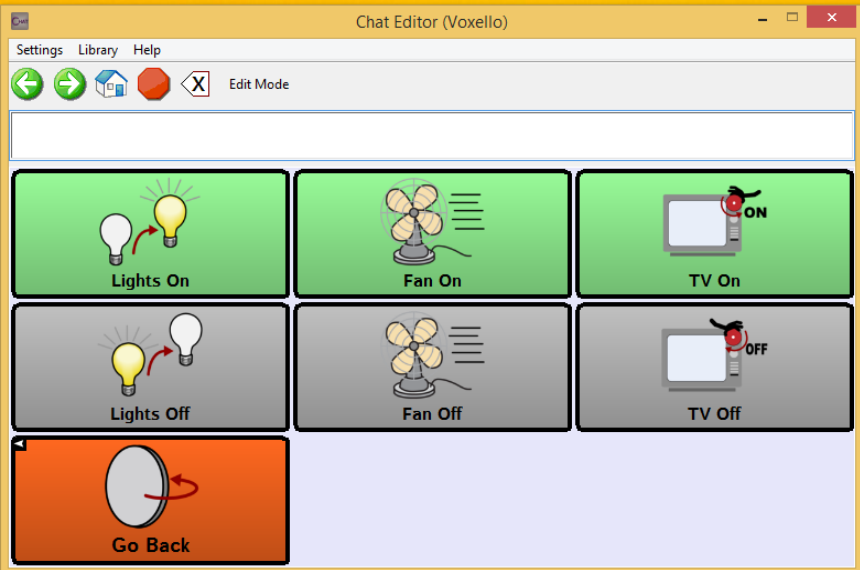 Chat Editor (Voxello)
Settings Library Help
X Edit Mode
ON
Lights On Fan On TV On
OFF
Lights Off Fan Off TV Off
Go Back